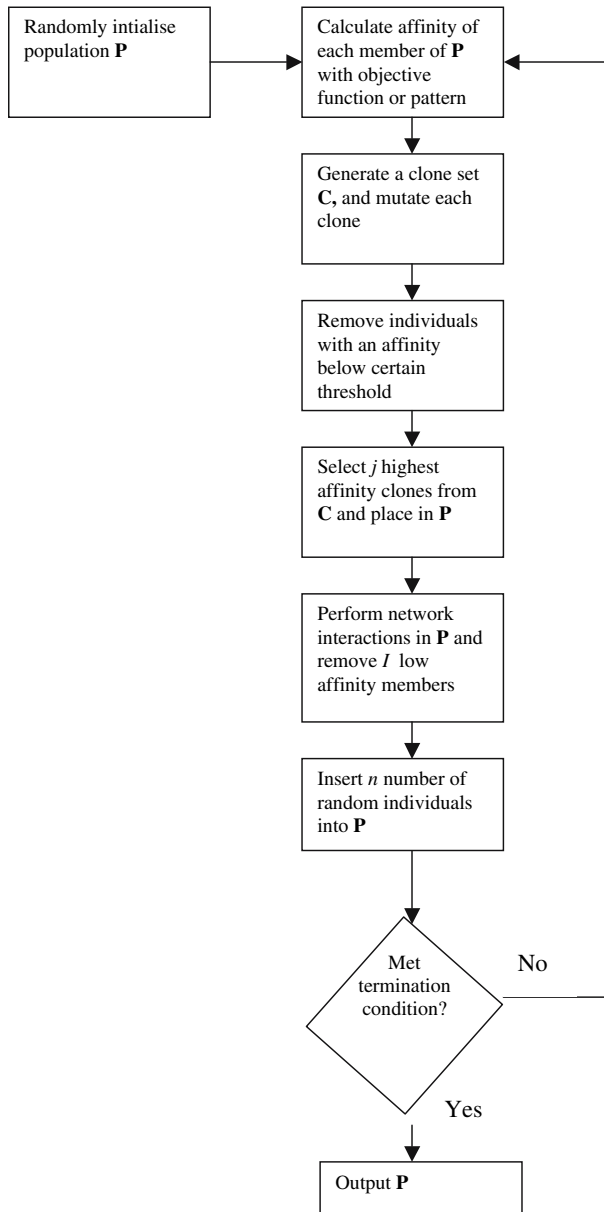 Randomly intialise
population P
Calculate affinity of
each member of P
with objective
function or pattern
Generate a clone set
C, and mutate each
clone
Remove individuals
with an affinity
below certain
threshold
Select j highest
affinity clones from
C and place in P
Perform network
interactions in P and
remove I low
affinity members
Insert n number of
random individuals
into P
Met
termination
condition?
No
Yes
Output P